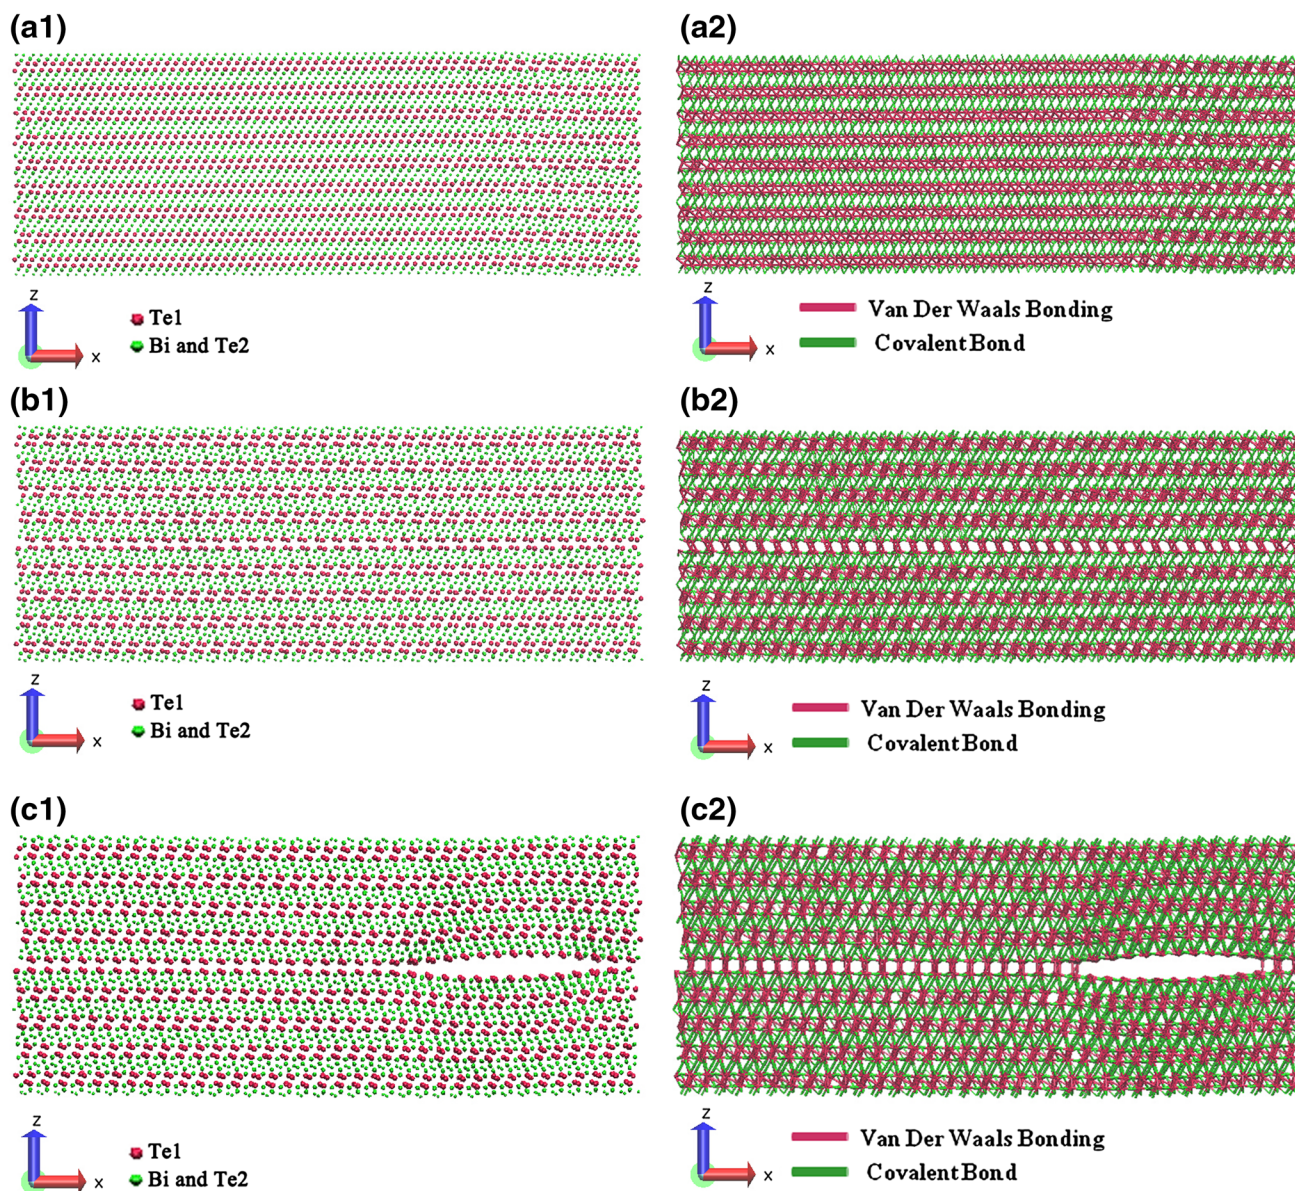 (a1)
(a2)
z
x
Te1
Bi and Te2
z
x
Van Der Waals Bonding
Covalent Bond
(b1)
(b2)
z
x
Te1
Bi and Te2
z
x
Van Der Waals Bonding
Covalent Bond
(c1)
(c2)
z
x
Te1
Bi and Te2
z
x
Van Der Waals Bonding
Covalent Bond